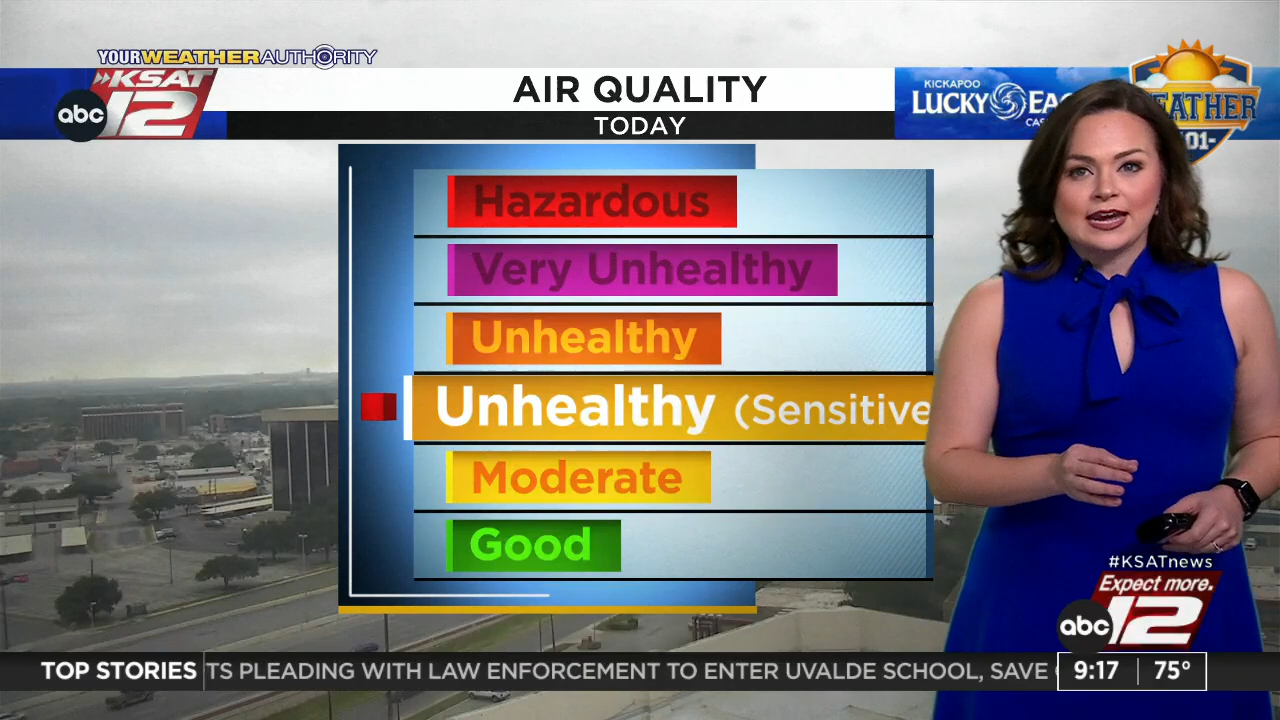 YOURWEATHERAUTHORITY
KSAT
abc 12
AIR QUALITY
TODAY
KICKAPOO
LUCKY
Hazardous
Very Unhealthy
Unhealthy
Unhealthy (Sensitive
Moderate
Good
#KSATnews
Expect more.
abc 12
TOP STORIES TS PLEADING WITH LAW ENFORCEMENT TO ENTER UVALDE SCHOOL, SAVE
9:17 75°